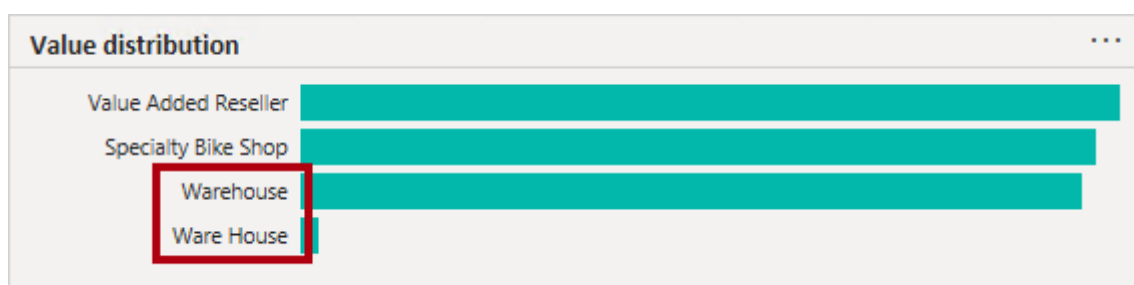 Value distribution
Value Added Reseller
Specialty Bike Shop
Warehouse
Ware House